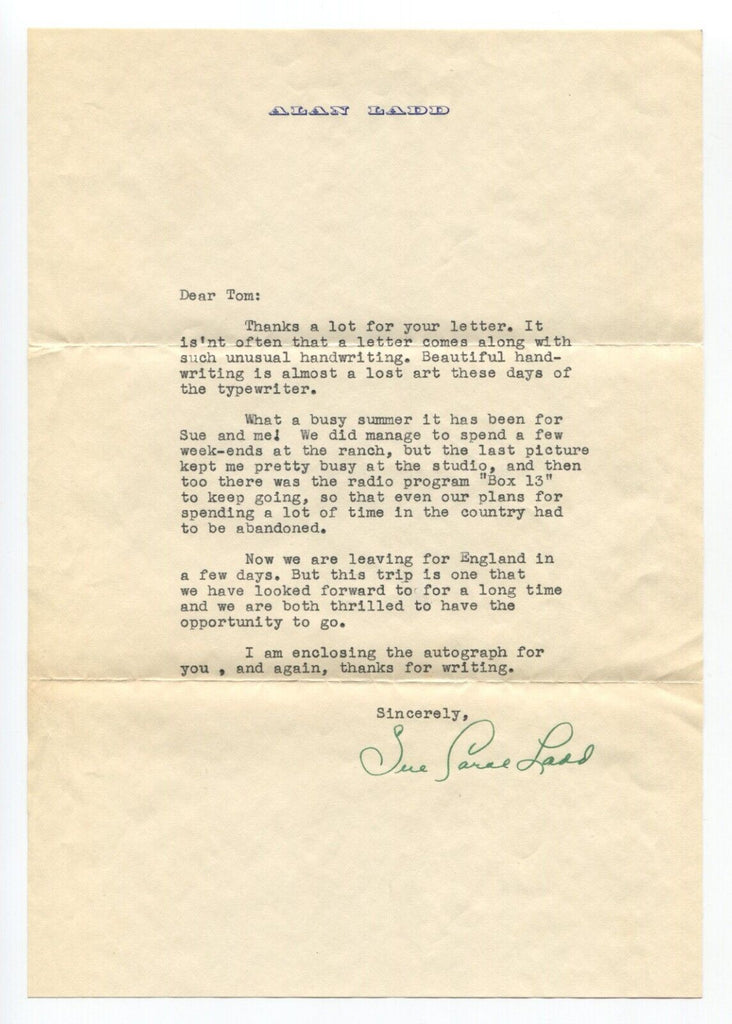 ALAN LADD
Dear Tom:
Thanks a lot for your letter. It
is'nt often that a letter comes along with
such unusual handwriting. Beautiful hand-
writing is almost a lost art these days of
the typewriter.
What a busy summer it has been for
Sue and me! We did manage to spend a few
week-ends at the ranch, but the last picture
kept me pretty busy at the studio, and then
too there was the radio program "Box 13"
to keep going, so that even our plans for
spending a lot of time in the country had
to be abandoned.
Now we are leaving for England in
a few days. But this trip is one that
we have looked forward to for a long time
and we are both thrilled to have the
opportunity to go.
I am enclosing the autograph for
you , and again, thanks for writing.
Sincerely,
Sue Carol Ladd